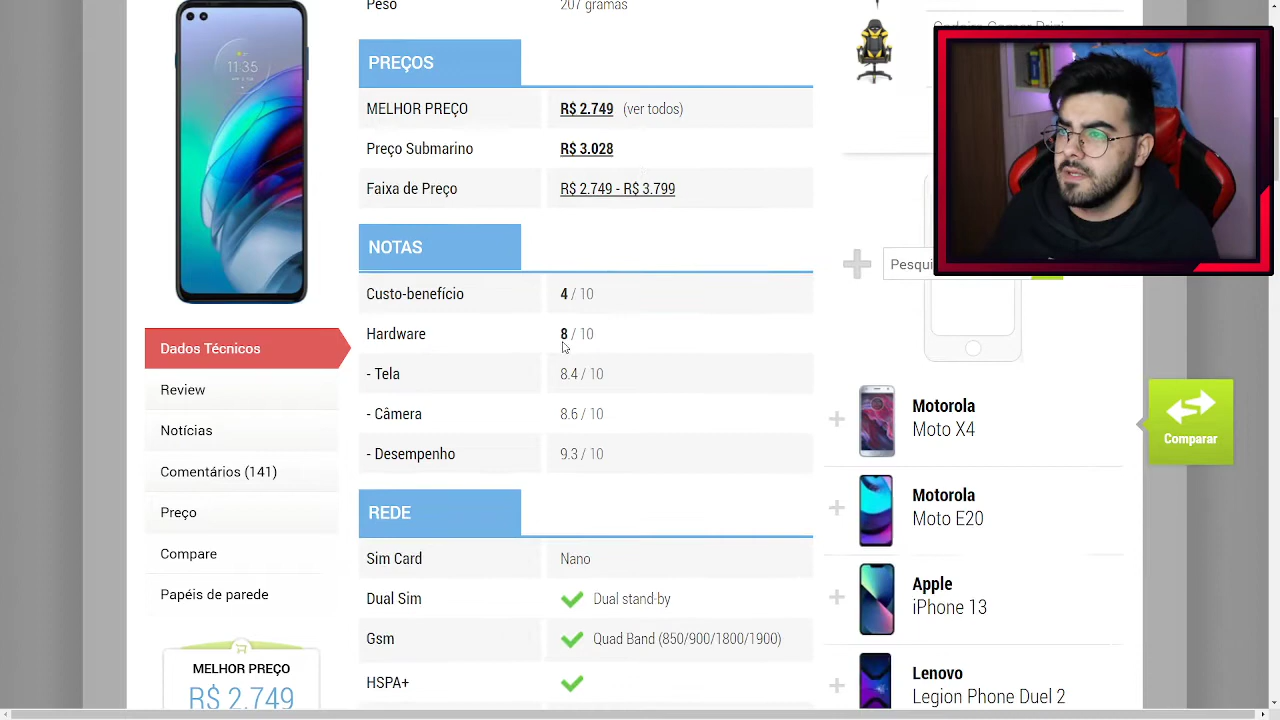 Peso 207 gramas
11:35
PREÇOS
MELHOR PREÇO R$ 2.749 (ver todos)
Preço Submarino R$ 3.028
Faixa de Preço R$ 2.749 - R$ 3.799
NOTAS
Custo-benefício 4 / 10
Hardware 8 / 10
- Tela 8.4 / 10
- Câmera 8.6 / 10
- Desempenho 9.3 / 10
REDE
Sim Card Nano
Dual Sim Dual stand-by
Gsm Quad Band (850/900/1800/1900)
HSPA+
Dados Técnicos
Review
Notícias
Comentários (141)
Preço
Compare
Papéis de parede
MELHOR PREÇO
R$ 2.749
Pesqui
Motorola
Moto X4
Motorola
Moto E20
Apple
iPhone 13
Lenovo
Legion Phone Duel 2
Comparar